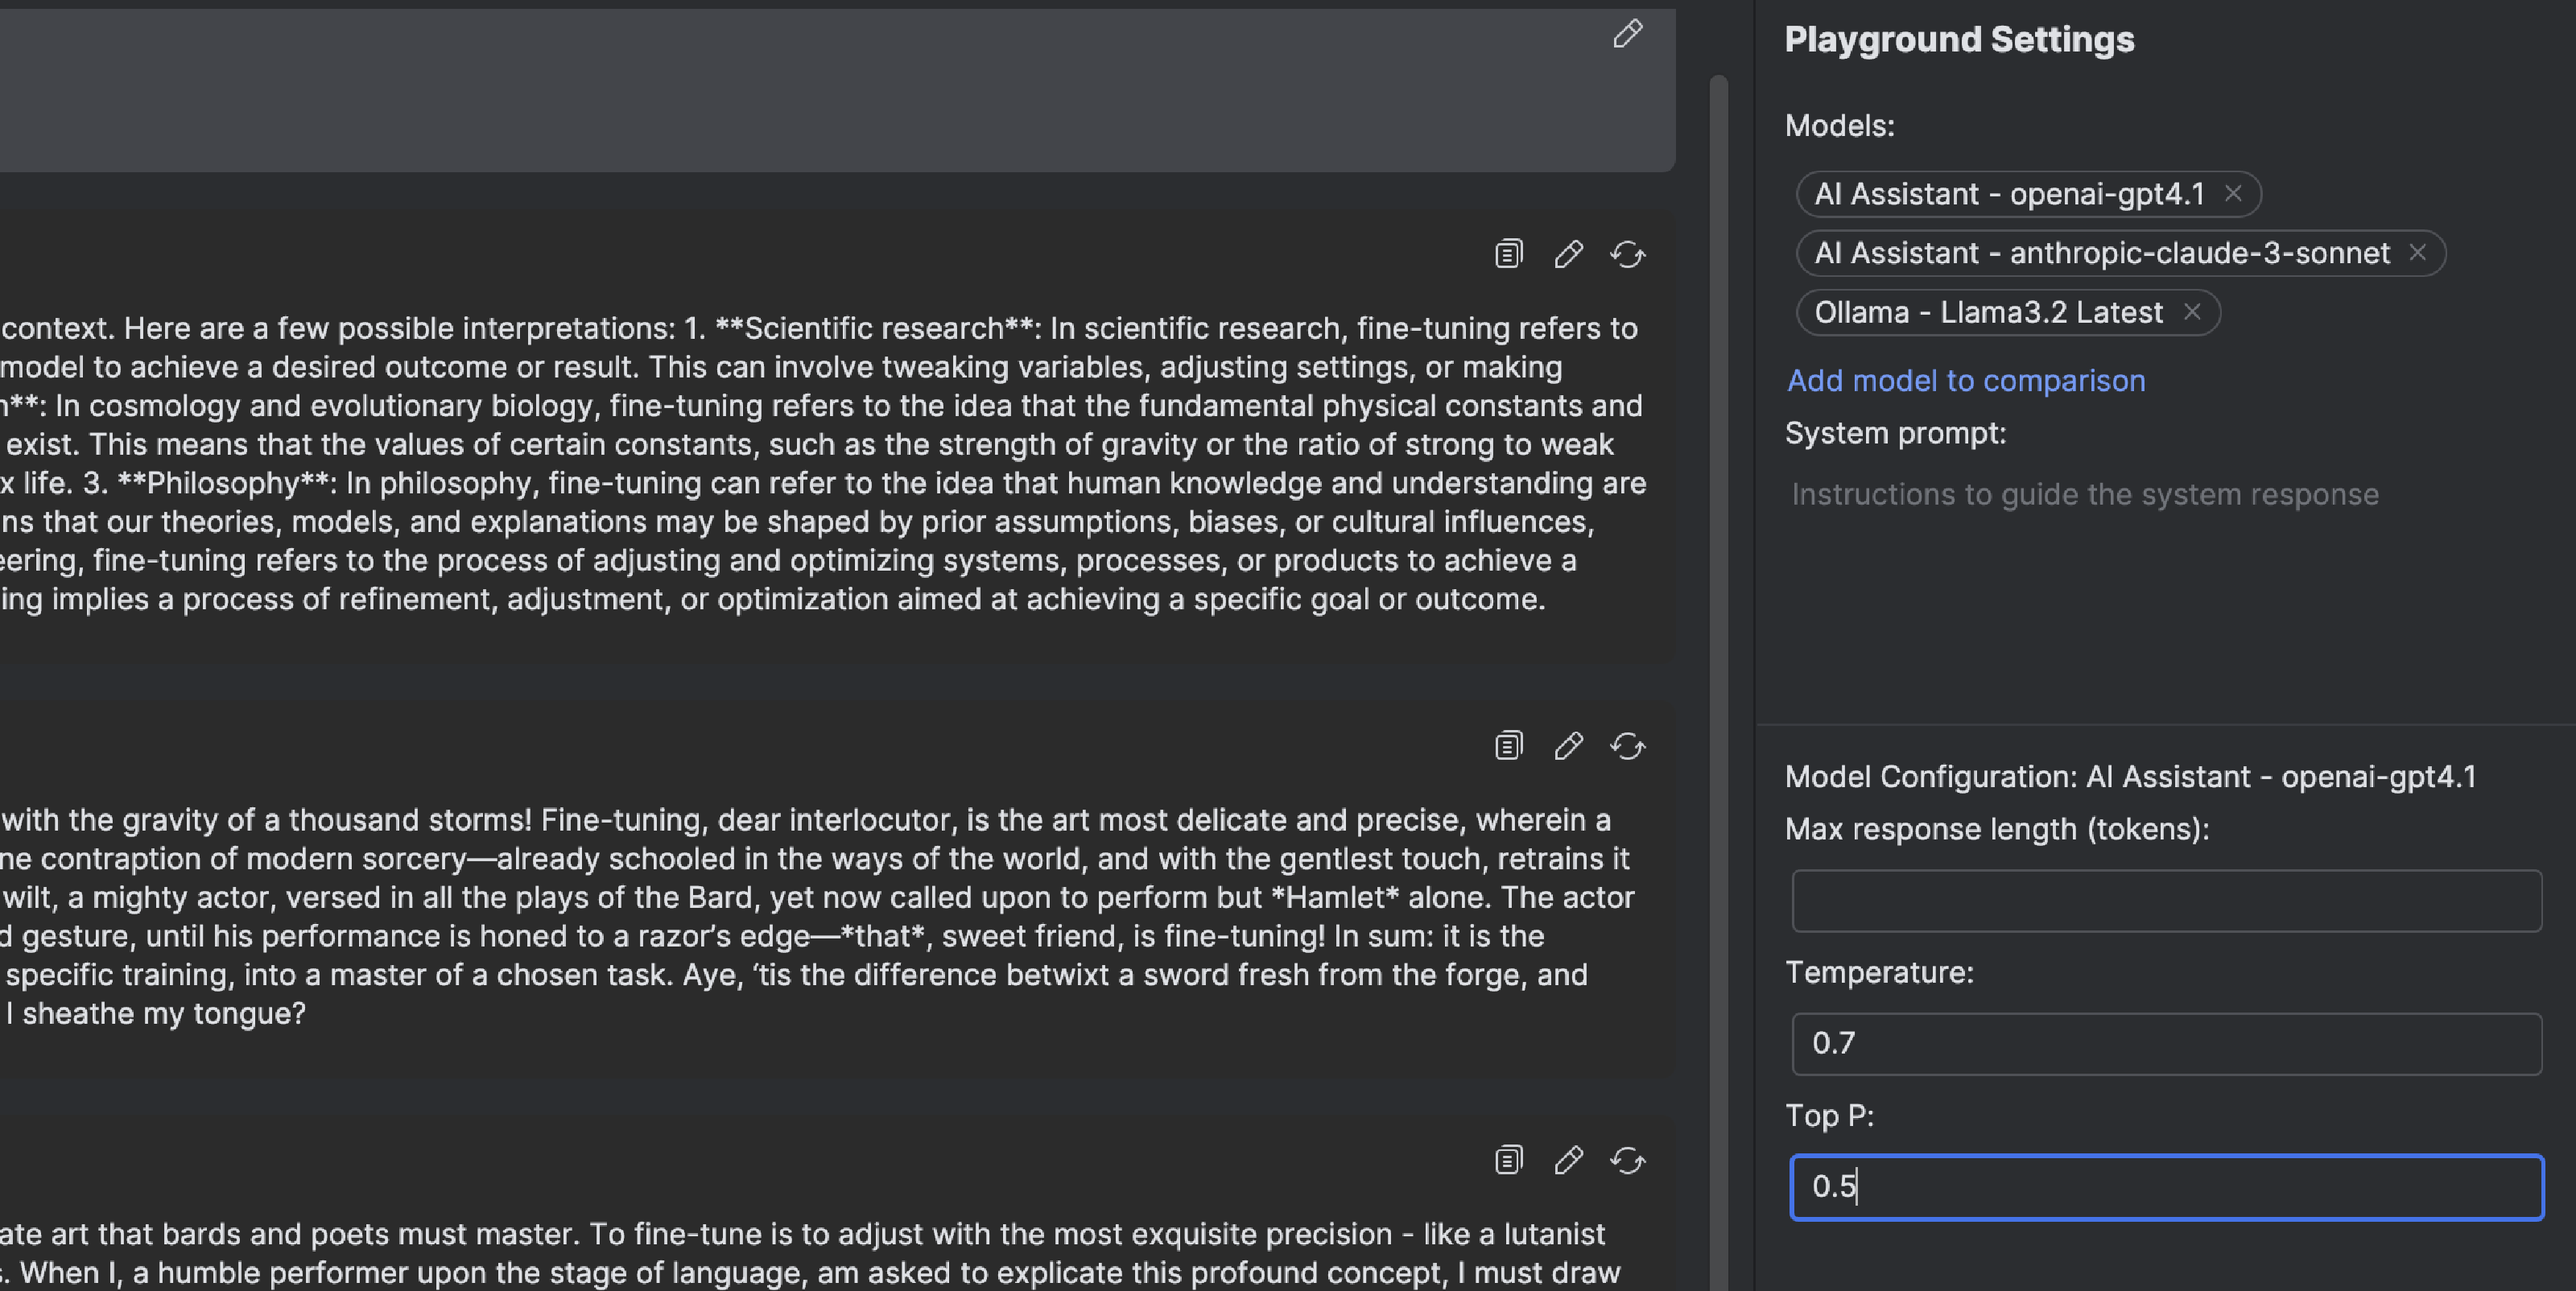 context. Here are a few possible interpretations: 1. **Scientific research**: In scientific research, fine-tuning refers to
model to achieve a desired outcome or result. This can involve tweaking variables, adjusting settings, or making
**: In cosmology and evolutionary biology, fine-tuning refers to the idea that the fundamental physical constants and
exist. This means that the values of certain constants, such as the strength of gravity or the ratio of strong to weak
x life. 3. **Philosophy**: In philosophy, fine-tuning can refer to the idea that human knowledge and understanding are
ns that our theories, models, and explanations may be shaped by prior assumptions, biases, or cultural influences,
eering, fine-tuning refers to the process of adjusting and optimizing systems, processes, or products to achieve a
ing implies a process of refinement, adjustment, or optimization aimed at achieving a specific goal or outcome.
with the gravity of a thousand storms! Fine-tuning, dear interlocutor, is the art most delicate and precise, wherein a
ne contraption of modern sorcery—already schooled in the ways of the world, and with the gentlest touch, retrains it
wilt, a mighty actor, versed in all the plays of the Bard, yet now called upon to perform but *Hamlet* alone. The actor
d gesture, until his performance is honed to a razor’s edge—*that*, sweet friend, is fine-tuning! In sum: it is the
specific training, into a master of a chosen task. Aye, ‘tis the difference betwixt a sword fresh from the forge, and
I sheathe my tongue?
ate art that bards and poets must master. To fine-tune is to adjust with the most exquisite precision - like a lutanist
. When I, a humble performer upon the stage of language, am asked to explicate this profound concept, I must draw
Playground Settings
Models:
AI Assistant - openai-gpt4.1
AI Assistant - anthropic-claude-3-sonnet
Ollama - Llama3.2 Latest
Add model to comparison
System prompt:
Instructions to guide the system response
Model Configuration: AI Assistant - openai-gpt4.1
Max response length (tokens):
Temperature:
0.7
Top P:
0.5